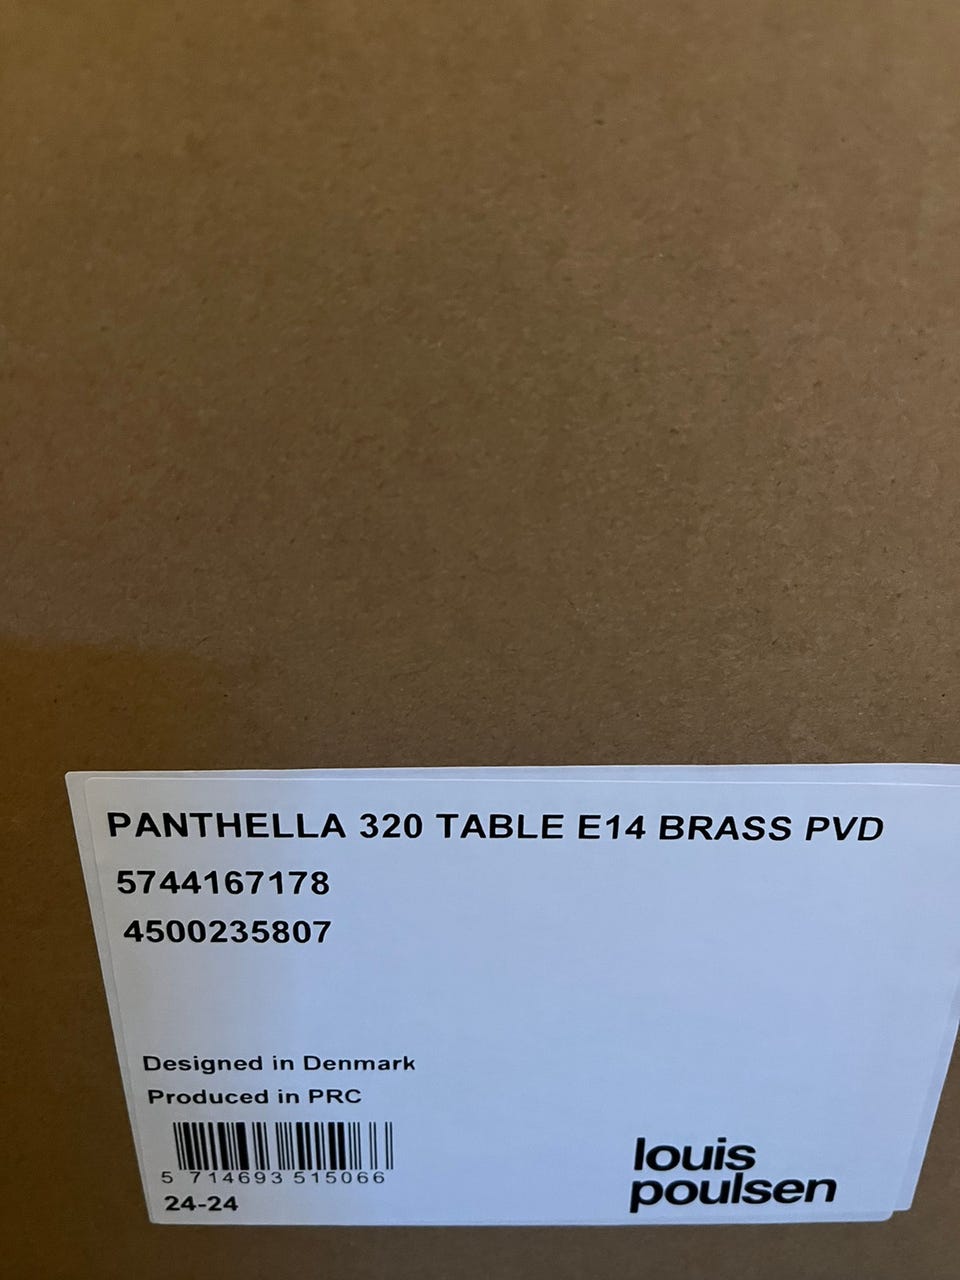 PANTHELLA 320 TABLE E14 BRASS PVD
5744167178
4500235807
Designed in Denmark
Produced in PRC
5 714693 515066
24-24
louis
poulsen